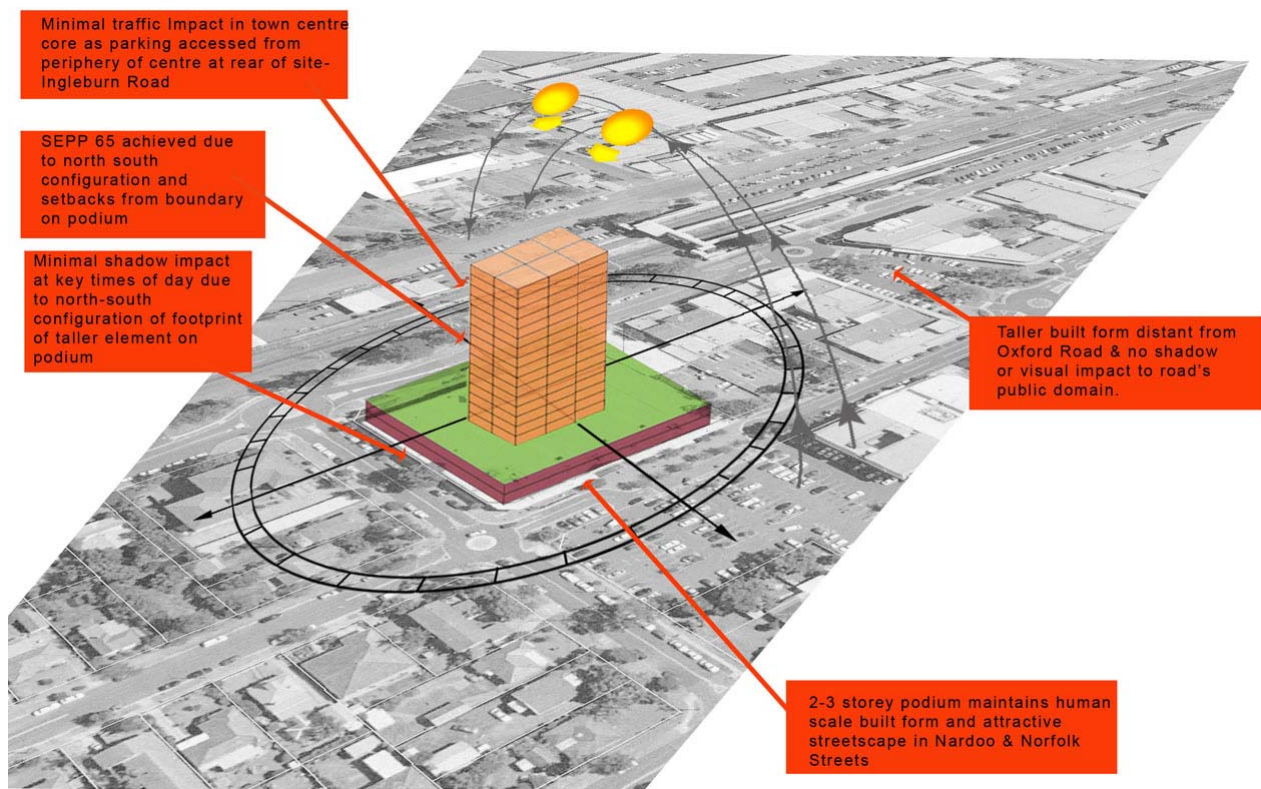 Minimal traffic Impact in town centre
core as parking accessed from
periphery of centre at rear of site-
Ingleburn Road
SEPP 65 achieved due
to north south
configuration and
setbacks from boundary
on podium
Minimal shadow impact
at key times of day due
to north-south
configuration of footprint
of taller element on
podium
Taller built form distant from
Oxford Road & no shadow
or visual impact to road's
public domain.
2-3 storey podium maintains human
scale built form and attractive
streetscape in Nardoo & Norfolk
Streets